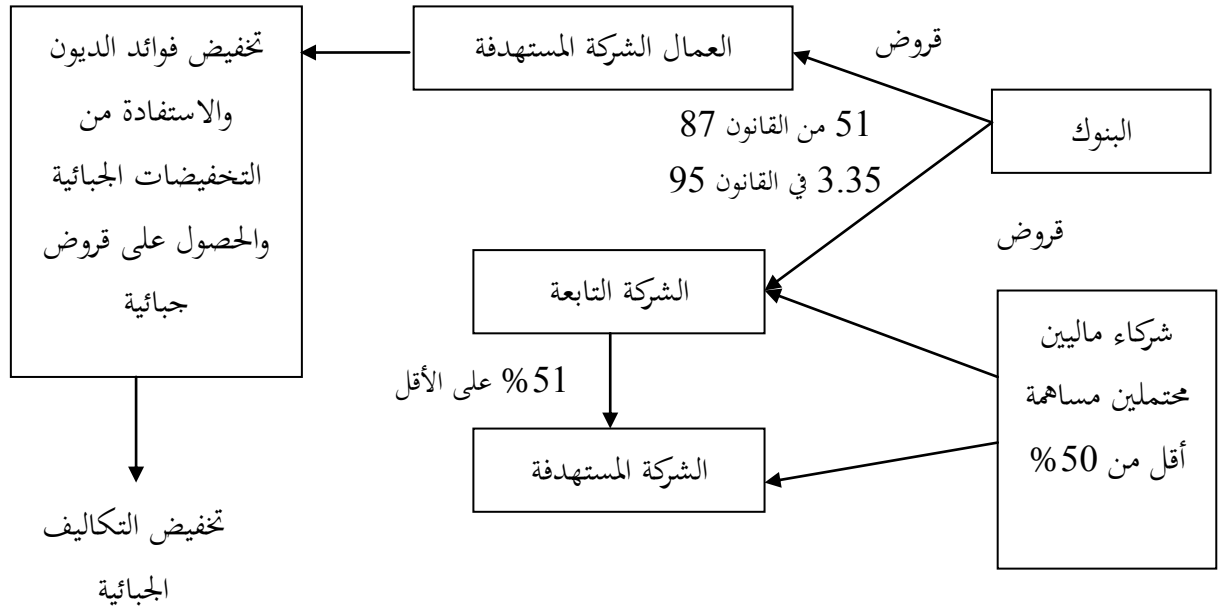 قروض
البنوك
العمال الشركة المستهدفة
تخفيض فوائد الديون
والاستفادة من
التخفيضات الجبائية
والحصول على قروض
جبائية
51 من القانون 87
3.35 في القانون 95
قروض
الشركة التابعة
شركاء ماليين
محتملين مساهمة
أقل من 50%
51% على الأقل
الشركة المستهدفة
تخفيض التكاليف
الجبائية